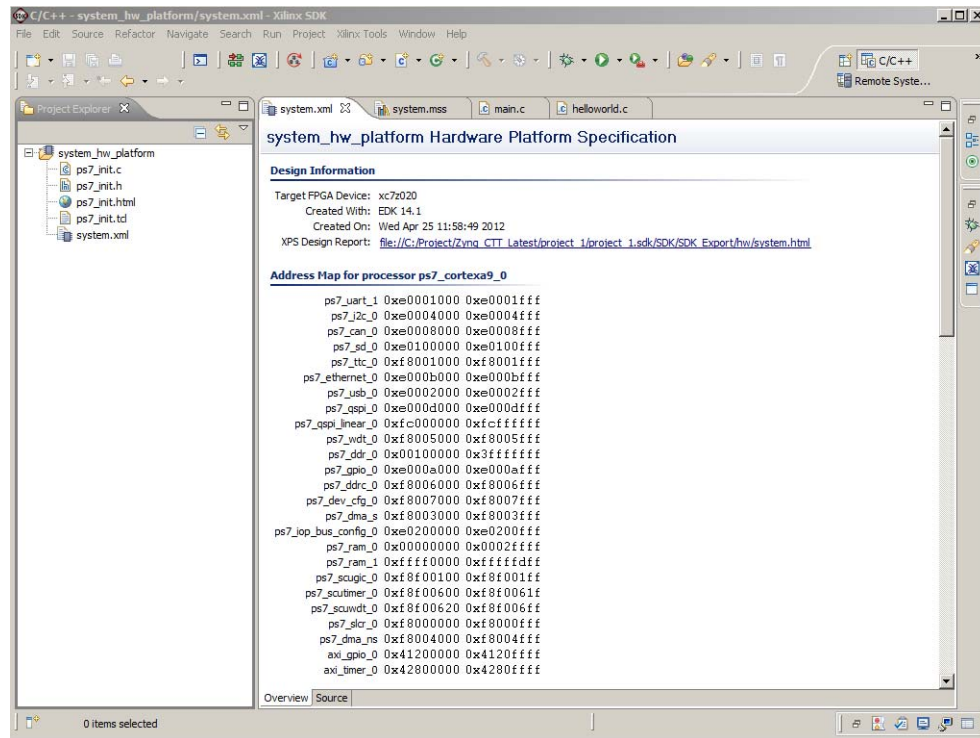 C/C++ - system_hw_platform/system.xml - Xilinx SDK
File Edit Source Refactor Navigate Search Run Project Xilinx Tools Window Help
C/C++
Remote Syste...
Project Explorer
system_hw_platform
ps7_init.c
ps7_init.h
ps7_init.html
ps7_init.tcl
system.xml
system.xml system.mss main.c helloworld.c
system_hw_platform Hardware Platform Specification
Design Information
Target FPGA Device: xc7z020
Created With: EDK 14.1
Created On: Wed Apr 25 11:58:49 2012
XPS Design Report: file://C:/Project/Zynq_CTT_Latest/project_1/project_1.sdk/SDK/SDK_Export/hw/system.html
Address Map for processor ps7_cortexa9_0
ps7_uart_1 0xe0001000 0xe0001fff
ps7_i2c_0 0xe0004000 0xe0004fff
ps7_can_0 0xe0008000 0xe0008fff
ps7_sd_0 0xe0100000 0xe0100fff
ps7_ttc_0 0xf8001000 0xf8001fff
ps7_ethernet_0 0xe000b000 0xe000bfff
ps7_usb_0 0xe0002000 0xe0002fff
ps7_qspi_0 0xe000d000 0xe000dfff
ps7_qspi_linear_0 0xfc000000 0xfcffffff
ps7_wdt_0 0xf8005000 0xf8005fff
ps7_ddr_0 0x00100000 0x3fffffff
ps7_gpio_0 0xe000a000 0xe000afff
ps7_ddrc_0 0xf8006000 0xf8006fff
ps7_dev_cfg_0 0xf8007000 0xf8007fff
ps7_dma_s 0xf8003000 0xf8003fff
ps7_iop_bus_config_0 0xe0200000 0xe0200fff
ps7_ram_0 0x00000000 0x0002ffff
ps7_ram_1 0xffff0000 0xfffffdff
ps7_scugic_0 0xf8f00100 0xf8f001ff
ps7_scutimer_0 0xf8f00600 0xf8f0061f
ps7_scuwdt_0 0xf8f00620 0xf8f006ff
ps7_slcr_0 0xf8000000 0xf8000fff
ps7_dma_ns 0xf8004000 0xf8004fff
axi_gpio_0 0x41200000 0x4120ffff
axi_timer_0 0x42800000 0x4280ffff
Overview Source
0 items selected